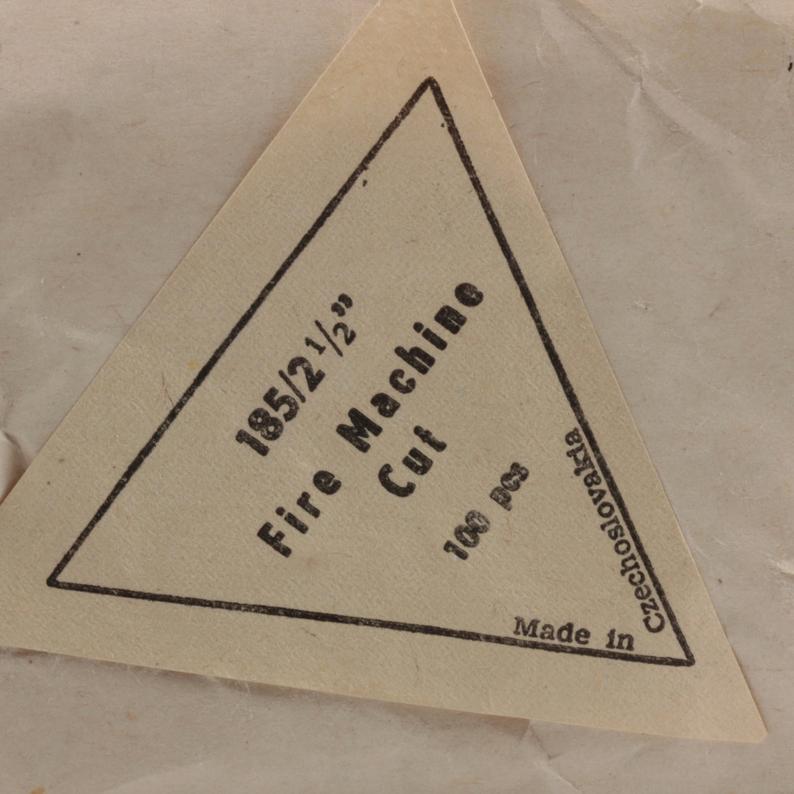 185/2 1/2”
Fire Machine
Cut
100 pcs
Made in
Czechoslovakia